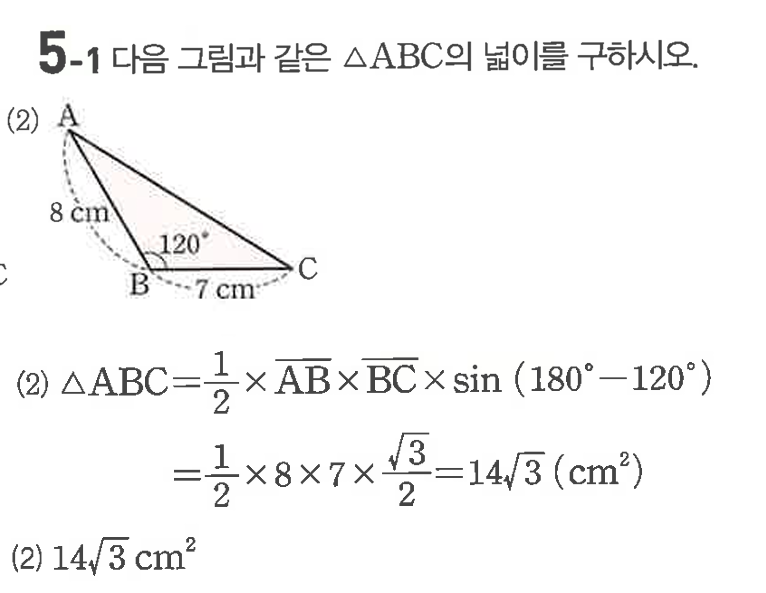 5-1 다음 그림과 같은 △ABC의 넓이를 구하시오.
(2) A
8 cm
120°
B
7 cm
C
(2) △ABC=1/2×A̅B̅×B̅C̅×sin (180°−120°)
=1/2×8×7×√3/2=14√3 (cm²)
(2) 14√3 cm²